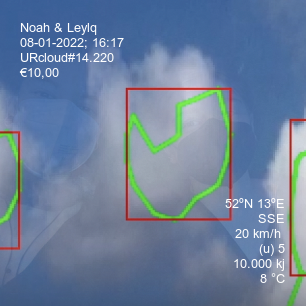 Noah & Leylq
08-01-2022; 16:17
URcloud#14.220
€10,00
52ºN 13ºE
SSE
20 km/h
(u) 5
10.000 kj
8 °C